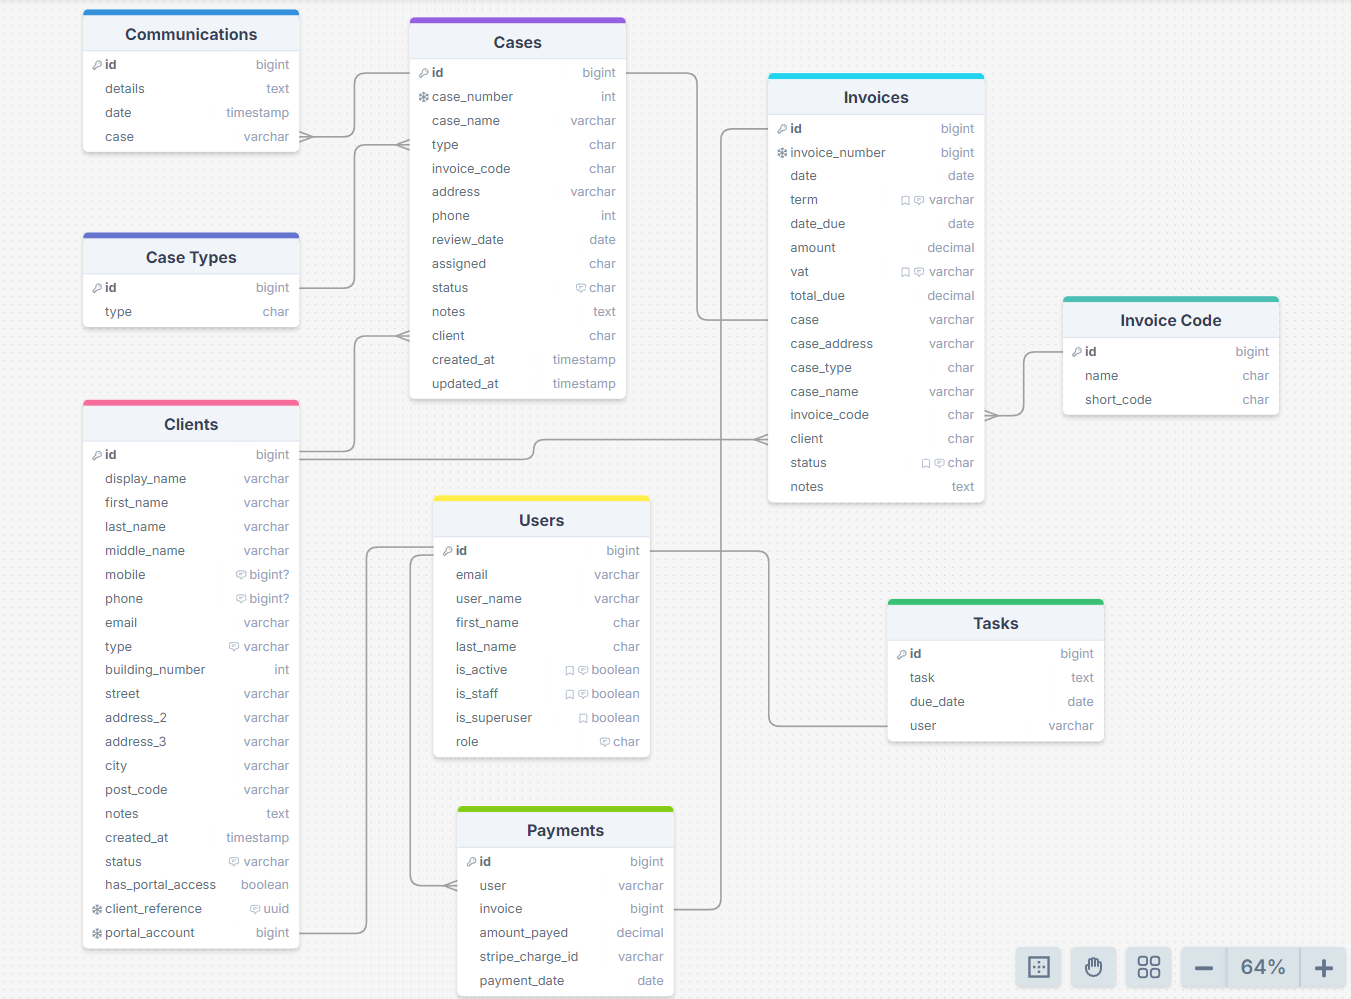 Communications
id bigint
details text
date timestamp
case varchar
Cases
id bigint
case_number int
case_name varchar
type char
invoice_code char
address varchar
phone int
review_date date
assigned char
status char
notes text
client char
created_at timestamp
updated_at timestamp
Invoices
id bigint
invoice_number bigint
date date
term varchar
date_due date
amount decimal
vat varchar
total_due decimal
case varchar
case_address varchar
case_type char
case_name varchar
invoice_code char
client char
status char
notes text
Case Types
id bigint
type char
Invoice Code
id bigint
name char
short_code char
Clients
id bigint
display_name varchar
first_name varchar
last_name varchar
middle_name varchar
mobile bigint?
phone bigint?
email varchar
type varchar
building_number int
street varchar
address_2 varchar
address_3 varchar
city varchar
post_code varchar
notes text
created_at timestamp
status varchar
has_portal_access boolean
client_reference uuid
portal_account bigint
Users
id bigint
email varchar
user_name varchar
first_name char
last_name char
is_active boolean
is_staff boolean
is_superuser boolean
role char
Tasks
id bigint
task text
due_date date
user varchar
Payments
id bigint
user varchar
invoice bigint
amount_payed decimal
stripe_charge_id varchar
payment_date date
64%